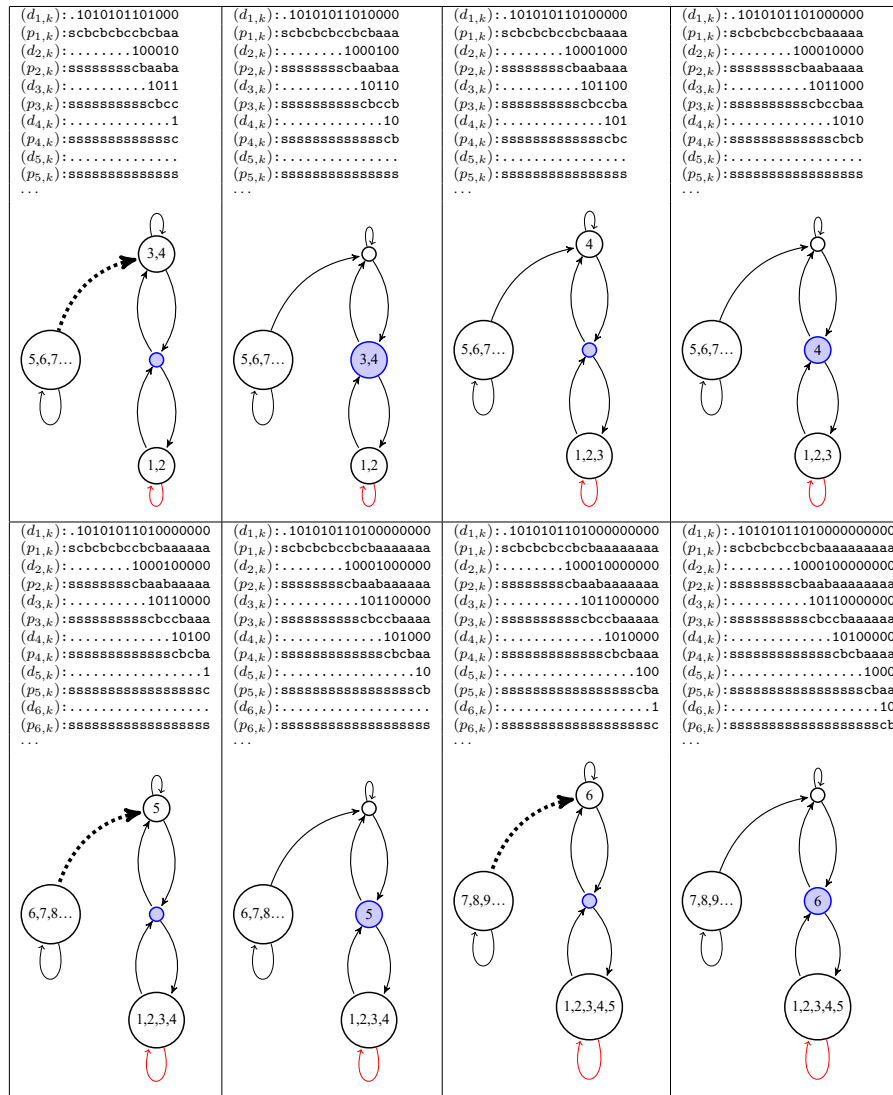 (d₁,ₖ):.1010101101000
(p₁,ₖ):scbcbcbccbcbaa
(d₂,ₖ):........100010
(p₂,ₖ):sssssssscbaaba
(d₃,ₖ):..........1011
(p₃,ₖ):sssssssssscbcc
(d₄,ₖ):.............1
(p₄,ₖ):sssssssssssssc
(d₅,ₖ):..............
(p₅,ₖ):ssssssssssssss
...
3,4
5,6,7...
1,2
(d₁,ₖ):.10101011010000
(p₁,ₖ):scbcbcbccbcbaaa
(d₂,ₖ):........1000100
(p₂,ₖ):sssssssscbaabaa
(d₃,ₖ):..........10110
(p₃,ₖ):sssssssssscbccb
(d₄,ₖ):.............10
(p₄,ₖ):ssssssssssssscb
(d₅,ₖ):...............
(p₅,ₖ):sssssssssssssss
...
5,6,7...
3,4
1,2
(d₁,ₖ):.101010110100000
(p₁,ₖ):scbcbcbccbcbaaaa
(d₂,ₖ):........10001000
(p₂,ₖ):sssssssscbaabaaa
(d₃,ₖ):..........101100
(p₃,ₖ):sssssssssscbccba
(d₄,ₖ):.............101
(p₄,ₖ):ssssssssssssscbc
(d₅,ₖ):................
(p₅,ₖ):ssssssssssssssss
...
4
5,6,7...
1,2,3
(d₁,ₖ):.1010101101000000
(p₁,ₖ):scbcbcbccbcbaaaaa
(d₂,ₖ):........100010000
(p₂,ₖ):sssssssscbaabaaaa
(d₃,ₖ):..........1011000
(p₃,ₖ):sssssssssscbccbaa
(d₄,ₖ):.............1010
(p₄,ₖ):ssssssssssssscbcb
(d₅,ₖ):.................
(p₅,ₖ):sssssssssssssssss
...
5,6,7...
4
1,2,3
(d₁,ₖ):.10101011010000000
(p₁,ₖ):scbcbcbccbcbaaaaaa
(d₂,ₖ):........1000100000
(p₂,ₖ):sssssssscbaabaaaaa
(d₃,ₖ):..........10110000
(p₃,ₖ):sssssssssscbccbaaa
(d₄,ₖ):.............10100
(p₄,ₖ):ssssssssssssscbcba
(d₅,ₖ):.................1
(p₅,ₖ):sssssssssssssssssc
(d₆,ₖ):..................
(p₆,ₖ):ssssssssssssssssss
...
5
6,7,8...
1,2,3,4
(d₁,ₖ):.101010110100000000
(p₁,ₖ):scbcbcbccbcbaaaaaaa
(d₂,ₖ):........10001000000
(p₂,ₖ):sssssssscbaabaaaaaa
(d₃,ₖ):..........101100000
(p₃,ₖ):sssssssssscbccbaaaa
(d₄,ₖ):.............101000
(p₄,ₖ):ssssssssssssscbcbaa
(d₅,ₖ):.................10
(p₅,ₖ):ssssssssssssssssscb
(d₆,ₖ):...................
(p₆,ₖ):sssssssssssssssssss
...
6,7,8...
5
1,2,3,4
(d₁,ₖ):.1010101101000000000
(p₁,ₖ):scbcbcbccbcbaaaaaaaa
(d₂,ₖ):........100010000000
(p₂,ₖ):sssssssscbaabaaaaaaa
(d₃,ₖ):..........1011000000
(p₃,ₖ):sssssssssscbccbaaaaa
(d₄,ₖ):.............1010000
(p₄,ₖ):ssssssssssssscbcbaaa
(d₅,ₖ):.................100
(p₅,ₖ):ssssssssssssssssscba
(d₆,ₖ):...................1
(p₆,ₖ):sssssssssssssssssssc
...
6
7,8,9...
1,2,3,4,5
(d₁,ₖ):.10101011010000000000
(p₁,ₖ):scbcbcbccbcbaaaaaaaaa
(d₂,ₖ):........1000100000000
(p₂,ₖ):sssssssscbaabaaaaaaaa
(d₃,ₖ):..........10110000000
(p₃,ₖ):sssssssssscbccbaaaaaa
(d₄,ₖ):.............10100000
(p₄,ₖ):ssssssssssssscbcbaaaa
(d₅,ₖ):.................1000
(p₅,ₖ):ssssssssssssssssscbaa
(d₆,ₖ):...................10
(p₆,ₖ):ssssssssssssssssssscb
...
7,8,9...
6
1,2,3,4,5